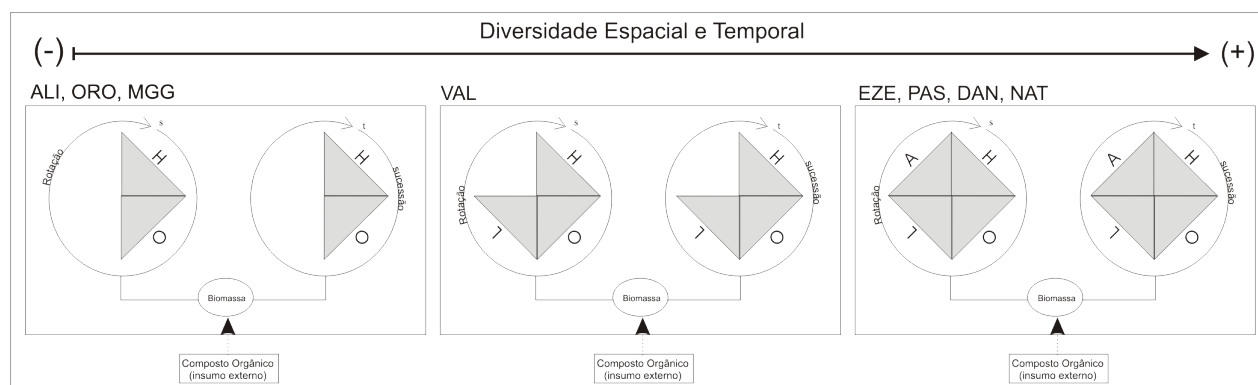 Diversidade Espacial e Temporal
(-)
(+)
ALI, ORO, MGG
s
Rotação
H
O
t
sucessão
H
O
Biomassa
Composto Orgânico
(insumo externo)
VAL
s
Rotação
H
L
O
t
sucessão
H
L
O
Biomassa
Composto Orgânico
(insumo externo)
EZE, PAS, DAN, NAT
s
Rotação
A
H
L
O
t
sucessão
A
H
L
O
Biomassa
Composto Orgânico
(insumo externo)